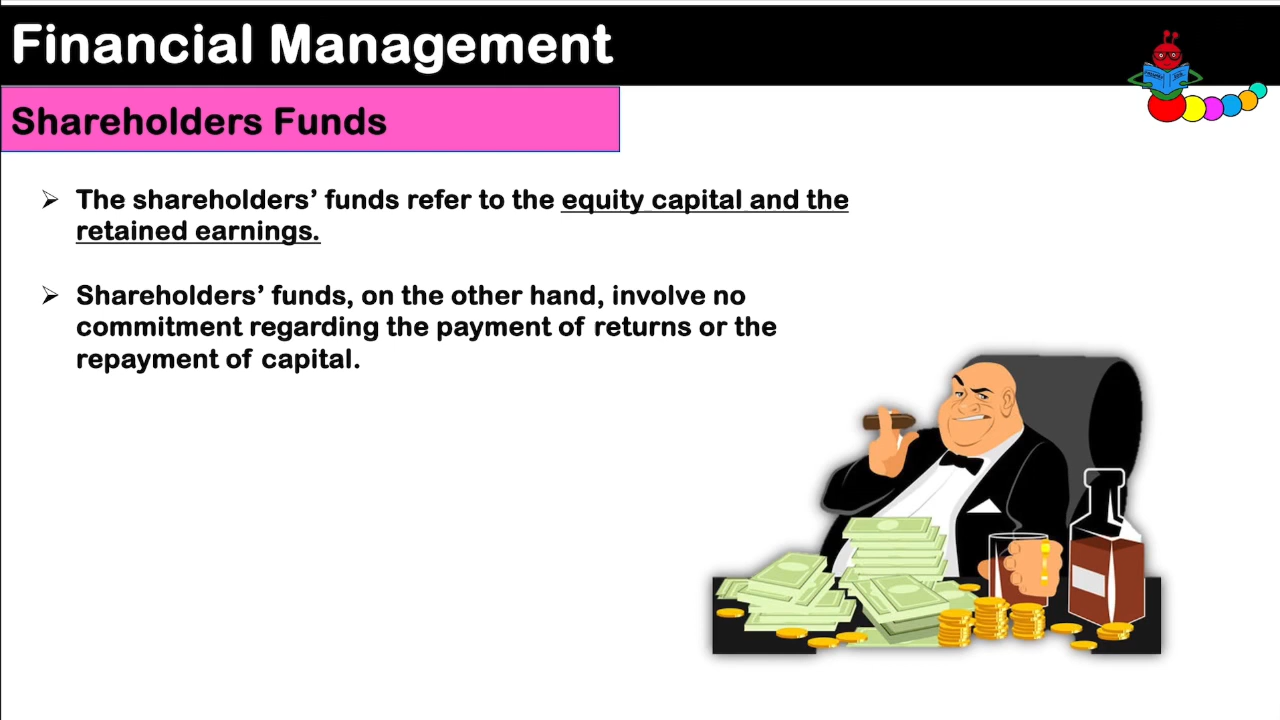 Financial Management
Shareholders Funds
The shareholders’ funds refer to the equity capital and the
retained earnings.
Shareholders’ funds, on the other hand, involve no
commitment regarding the payment of returns or the
repayment of capital.